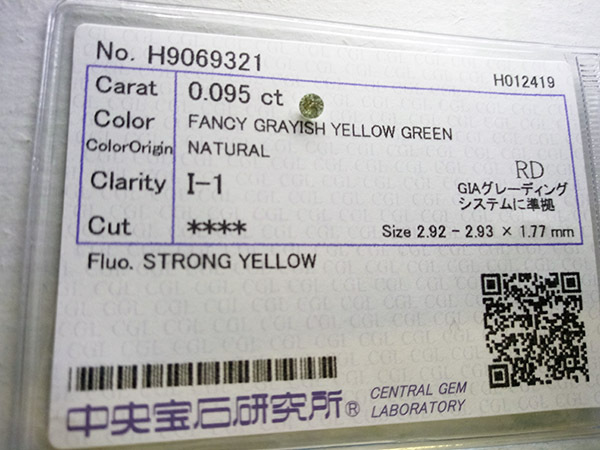 No. H9069321
H012419
Carat 0.095 ct
Color FANCY GRAYISH YELLOW GREEN
ColorOrigin NATURAL
Clarity I-1
RD
GIAグレーディング
システムに準拠
Cut ****
Size 2.92 - 2.93 × 1.77 mm
Fluo. STRONG YELLOW
中央宝石研究所® CENTRAL GEM
LABORATORY